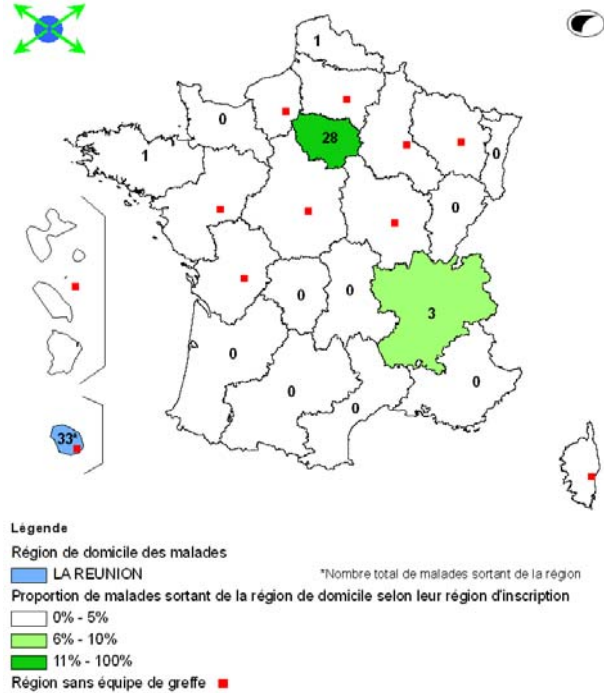 1
0
28
1
0
0
0
0
3
0
0
0
0
33*
Légende
Région de domicile des malades
LA REUNION
*Nombre total de malades sortant de la région
Proportion de malades sortant de la région de domicile selon leur région d'inscription
0% - 5%
6% - 10%
11% - 100%
Région sans équipe de greffe